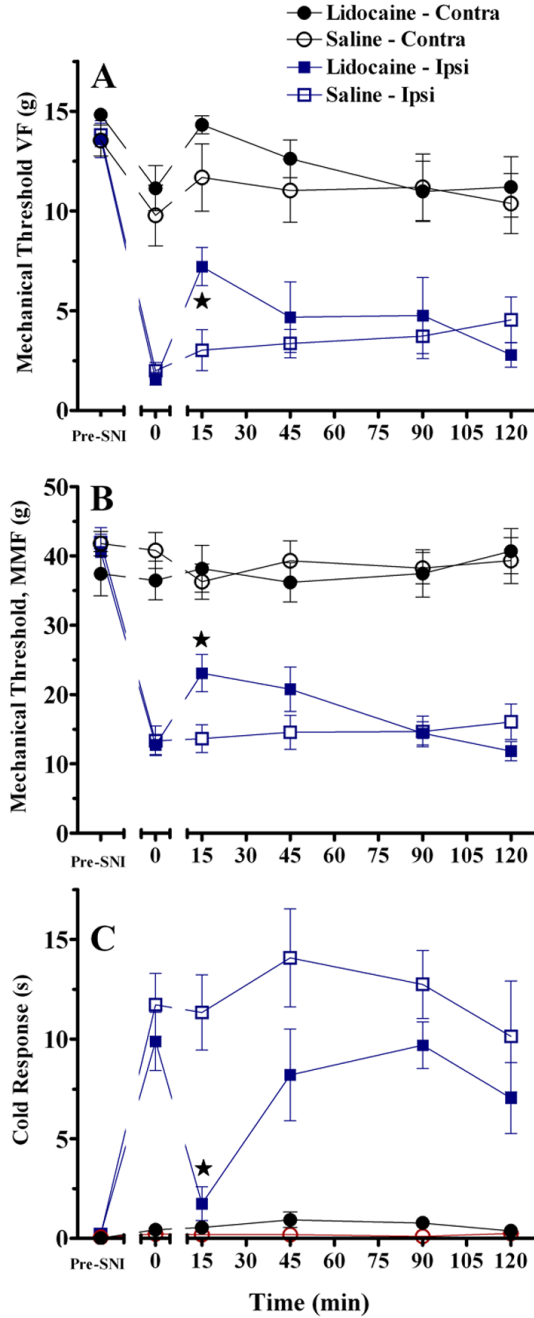 Lidocaine - Contra
Saline - Contra
Lidocaine - Ipsi
Saline - Ipsi
A
Mechanical Threshold VF (g)
15
10
5
0
Pre-SNI 0 15 30 45 60 75 90 105 120
B
Mechanical Threshold, MMF (g)
50
40
30
20
10
0
Pre-SNI 0 15 30 45 60 75 90 105 120
C
Cold Response (s)
15
10
5
0
Pre-SNI 0 15 30 45 60 75 90 105 120
Time (min)